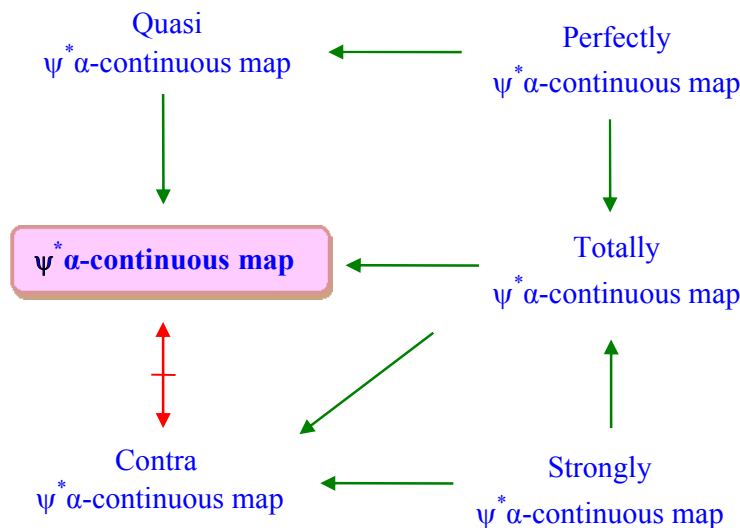 Quasi
ψ*α-continuous map
Perfectly
ψ*α-continuous map
ψ*α-continuous map
Totally
ψ*α-continuous map
Contra
ψ*α-continuous map
Strongly
ψ*α-continuous map